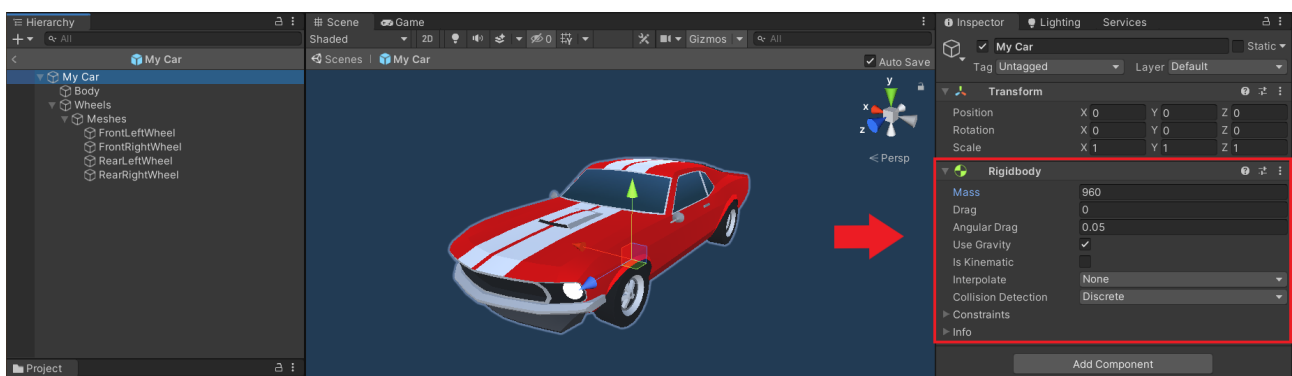 Hierarchy
All
My Car
My Car
Body
Wheels
Meshes
FrontLeftWheel
FrontRightWheel
RearLeftWheel
RearRightWheel
Project
Scene Game
Shaded 2D 0 Gizmos All
Scenes | My Car Auto Save
y
x
z
Persp
Inspector Lighting Services
My Car Static
Tag Untagged Layer Default
Transform
Position X 0 Y 0 Z 0
Rotation X 0 Y 0 Z 0
Scale X 1 Y 1 Z 1
Rigidbody
Mass 960
Drag 0
Angular Drag 0.05
Use Gravity
Is Kinematic
Interpolate None
Collision Detection Discrete
Constraints
Info
Add Component